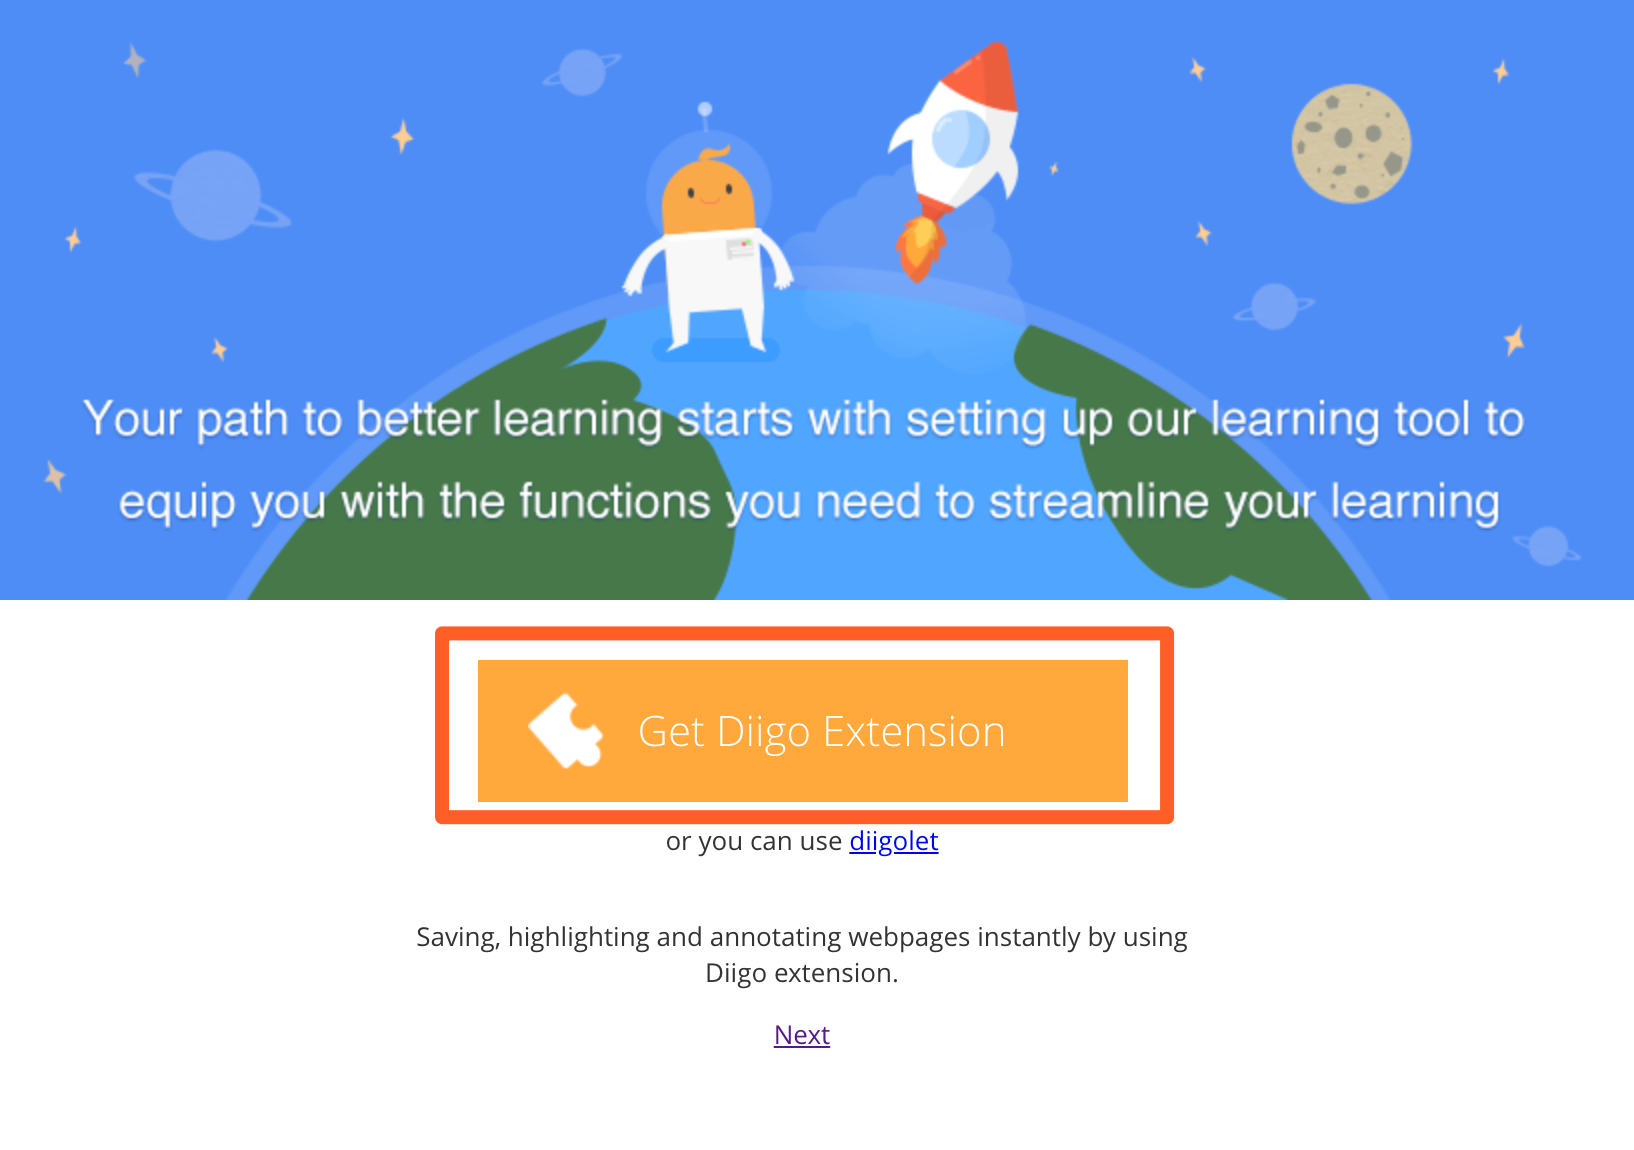 Your path to better learning starts with setting up our learning tool to
equip you with the functions you need to streamline your learning
Get Diigo Extension
or you can use diigolet
Saving, highlighting and annotating webpages instantly by using
Diigo extension.
Next